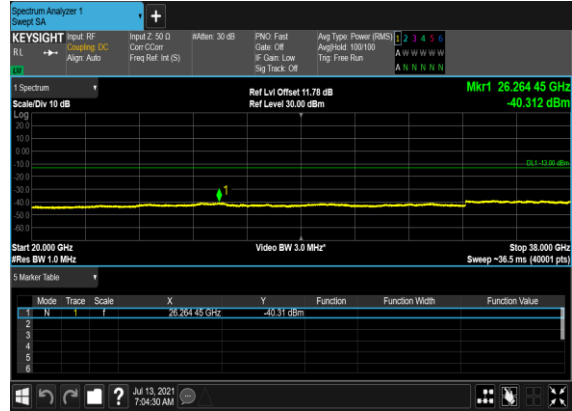 Spectrum Analyzer 1
Swept SA
+
KEYSIGHT Input: RF Input Z: 50 Ω #Atten: 30 dB PNO: Fast Avg Type: Power (RMS) 1 2 3 4 5 6
RL Coupling: DC Corr CCorr Gate: Off Avg|Hold: 100/100 A W W W W W
Align: Auto Freq Ref: Int (S) IF Gain: Low Trig: Free Run
Sig Track: Off A N N N N N
LW
1 Spectrum Ref Lvl Offset 11.78 dB Mkr1 26.264 45 GHz
Scale/Div 10 dB Ref Level 30.00 dBm -40.312 dBm
Log
20.0
10.0
0.00
-10.0 DL1 -13.00 dBm
-20.0
-30.0
1
-40.0
-50.0
-60.0
Start 20.000 GHz Video BW 3.0 MHz* Stop 38.000 GHz
#Res BW 1.0 MHz Sweep ~36.5 ms (40001 pts)
5 Marker Table
Mode Trace Scale X Y Function Function Width Function Value
1 N 1 f 26.264 45 GHz -40.31 dBm
2
3
4
5
6
? Jul 13, 2021
7:04:30 AM